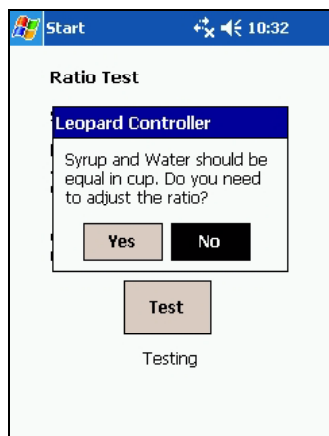 Start 10:32
Ratio Test
Leopard Controller
Syrup and Water should be
equal in cup. Do you need
to adjust the ratio?
Yes No
Test
Testing